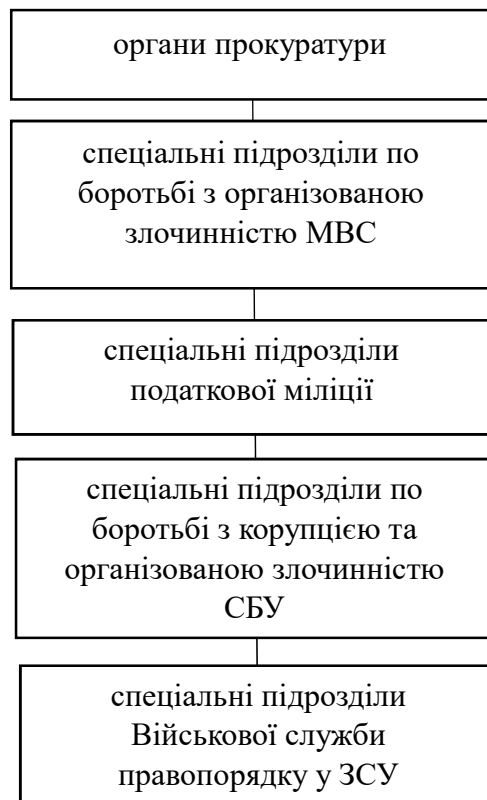 органи прокуратури
спеціальні підрозділи по
боротьбі з організованою
злочинністю МВС
спеціальні підрозділи
податкової міліції
спеціальні підрозділи по
боротьбі з корупцією та
організованою злочинністю
СБУ
спеціальні підрозділи
Військової служби
правопорядку у ЗСУ